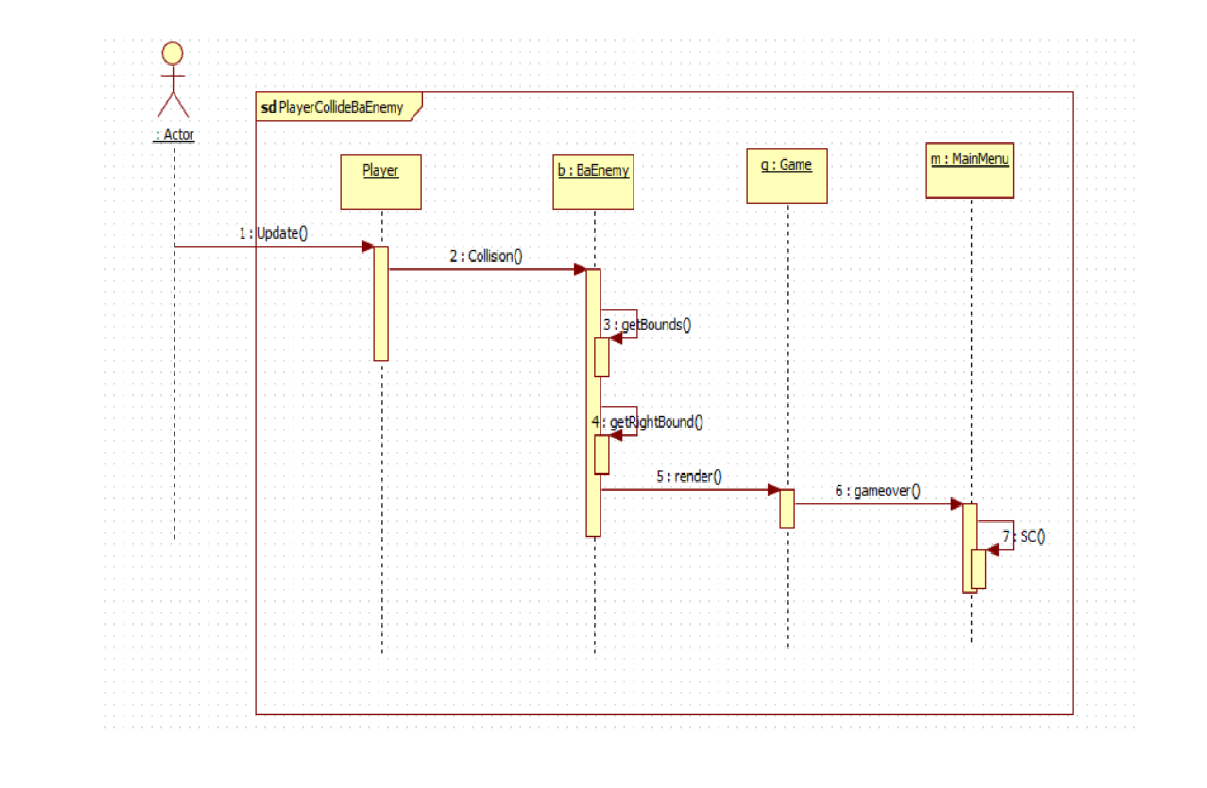 : Actor
sd PlayerCollideBaEnemy
Player
b : BaEnemy
g : Game
m : MainMenu
1 : Update()
2 : Collision()
3 : getBounds()
4 : getRightBound()
5 : render()
6 : gameover()
7 : SC()